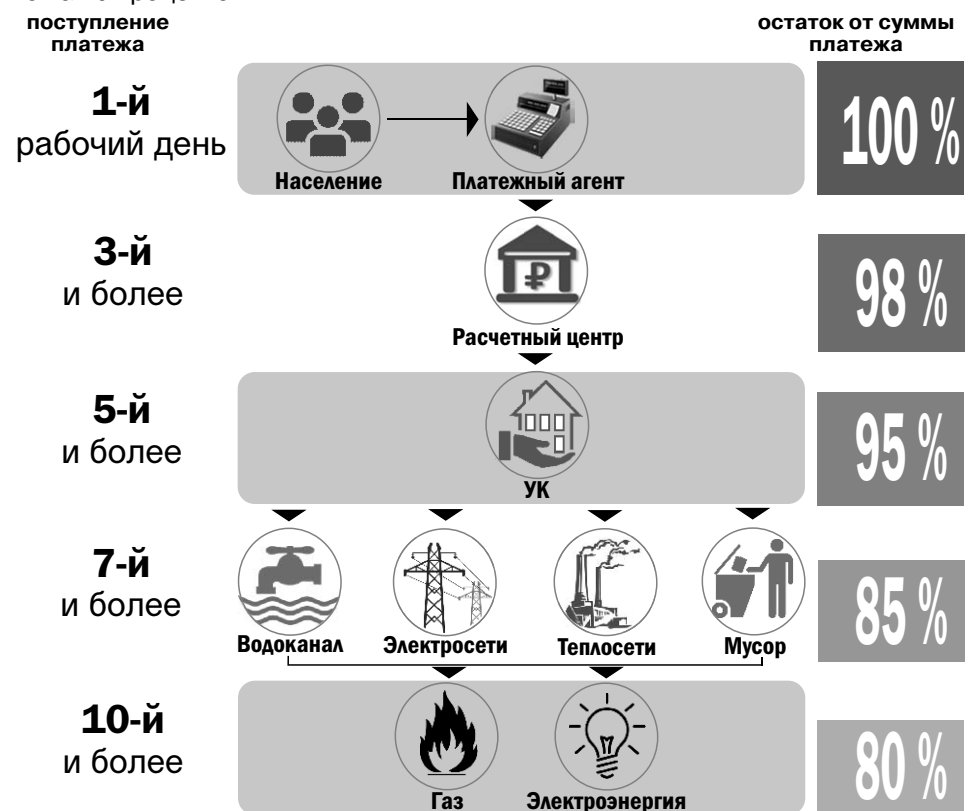 поступление
платежа
остаток от суммы
платежа
1-й
рабочий день
Население
Платежный агент
100 %
3-й
и более
Расчетный центр
98 %
5-й
и более
УК
95 %
7-й
и более
Водоканал
Электросети
Теплосети
Мусор
85 %
10-й
и более
Газ
Электроэнергия
80 %